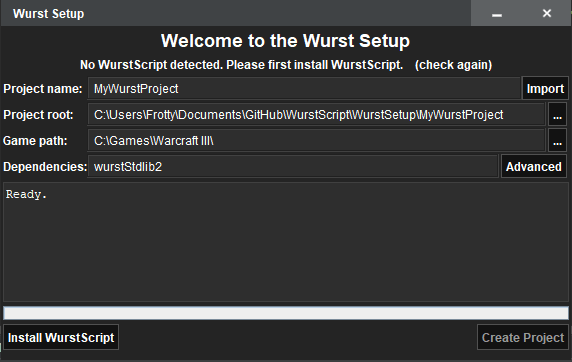 Wurst Setup
Welcome to the Wurst Setup
No WurstScript detected. Please first install WurstScript. (check again)
Project name: MyWurstProject Import
Project root: C:\Users\Frotty\Documents\GitHub\WurstScript\WurstSetup\MyWurstProject ...
Game path: C:\Games\Warcraft III\ ...
Dependencies: wurstStdlib2 Advanced
Ready.
Install WurstScript Create Project